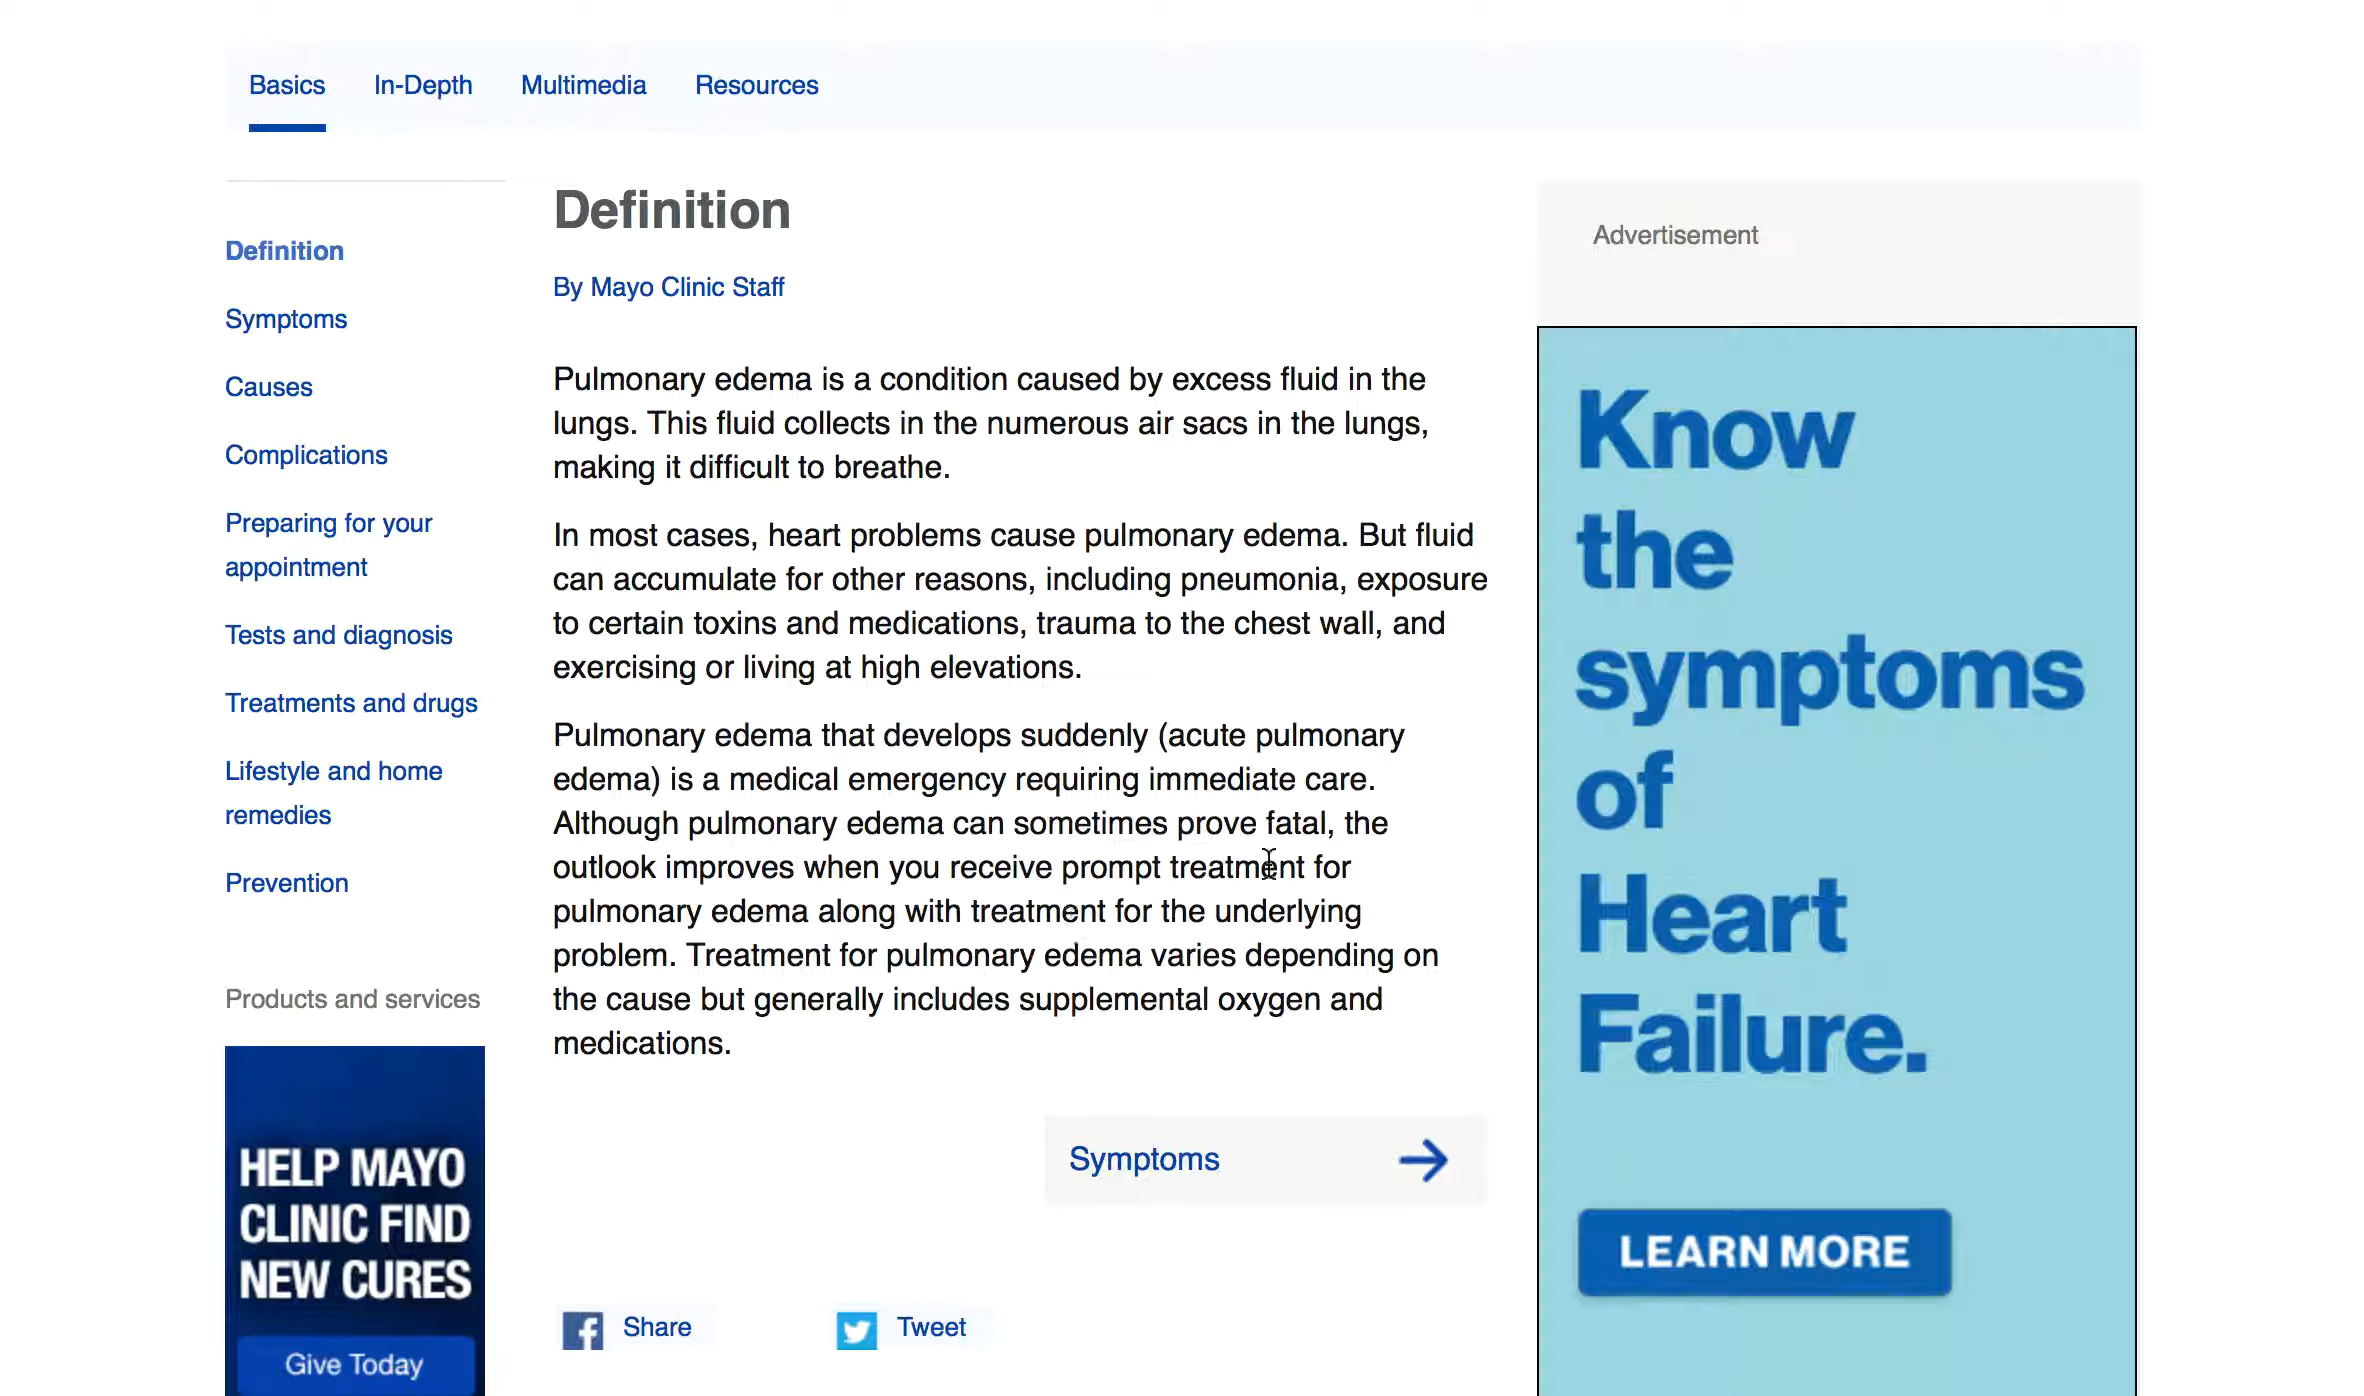 Basics In-Depth Multimedia Resources
Definition
Symptoms
Causes
Complications
Preparing for your
appointment
Tests and diagnosis
Treatments and drugs
Lifestyle and home
remedies
Prevention
Products and services
HELP MAYO
CLINIC FIND
NEW CURES
Give Today
Definition
By Mayo Clinic Staff
Pulmonary edema is a condition caused by excess fluid in the
lungs. This fluid collects in the numerous air sacs in the lungs,
making it difficult to breathe.
In most cases, heart problems cause pulmonary edema. But fluid
can accumulate for other reasons, including pneumonia, exposure
to certain toxins and medications, trauma to the chest wall, and
exercising or living at high elevations.
Pulmonary edema that develops suddenly (acute pulmonary
edema) is a medical emergency requiring immediate care.
Although pulmonary edema can sometimes prove fatal, the
outlook improves when you receive prompt treatment for
pulmonary edema along with treatment for the underlying
problem. Treatment for pulmonary edema varies depending on
the cause but generally includes supplemental oxygen and
medications.
Symptoms
Share Tweet
Advertisement
Know
the
symptoms
of
Heart
Failure.
LEARN MORE